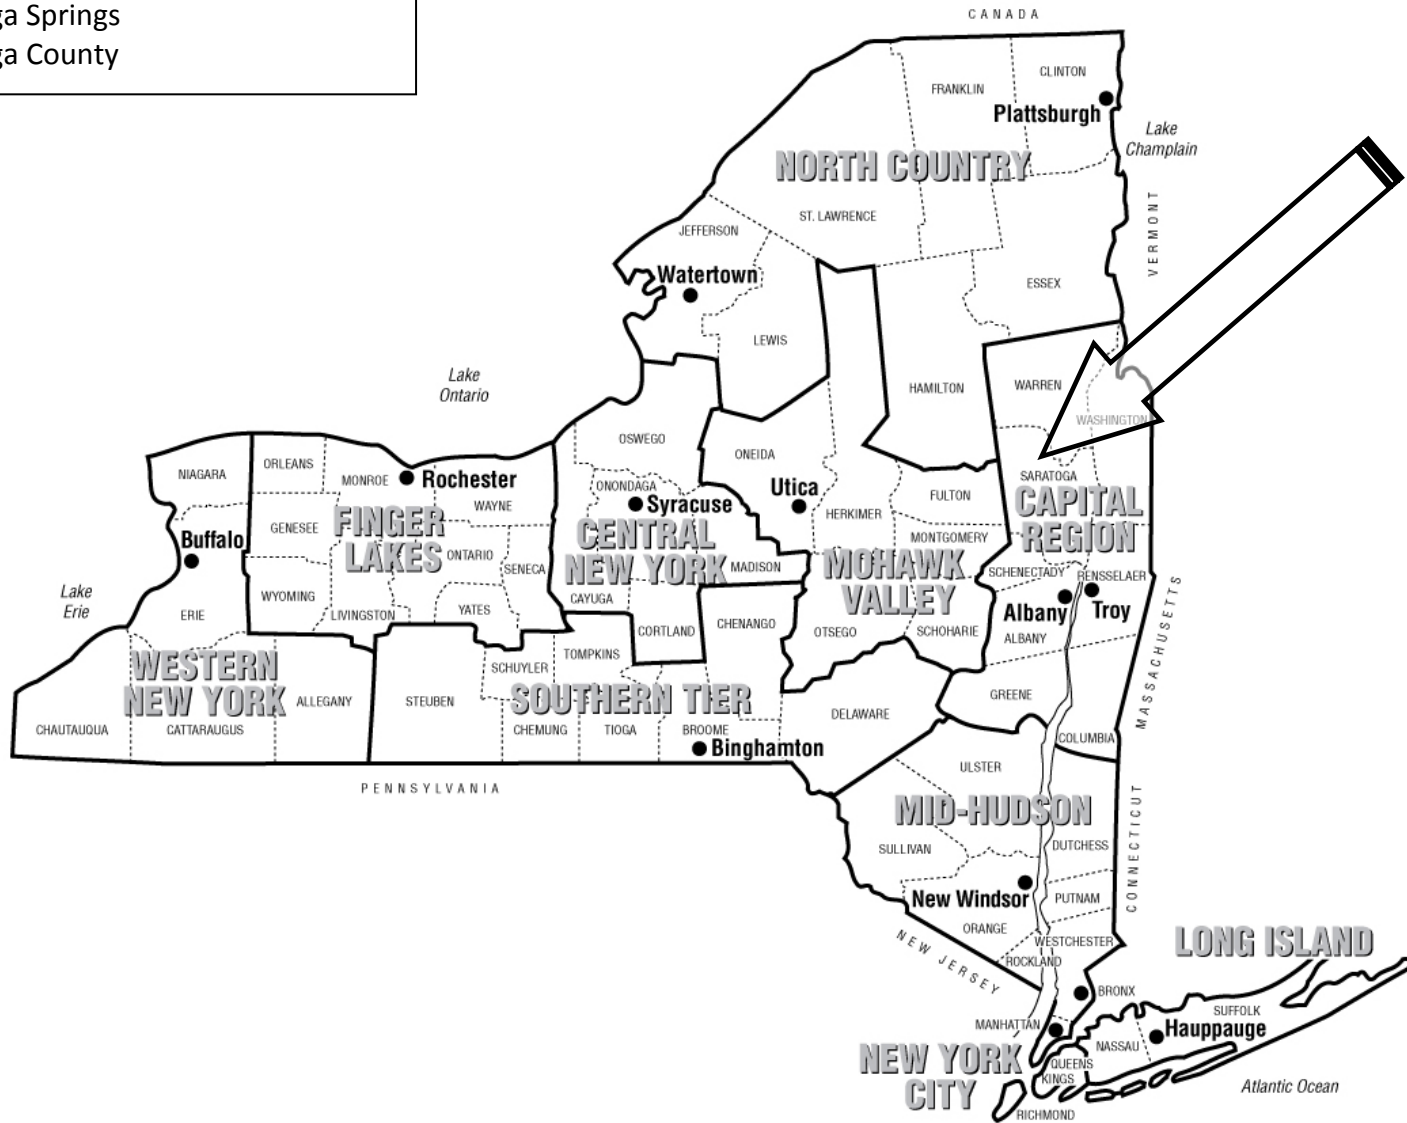 ga Springs
ga County
CANADA
CLINTON
FRANKLIN
Plattsburgh
Lake
Champlain
NORTH COUNTRY
VERMONT
ST. LAWRENCE
JEFFERSON
Watertown
ESSEX
LEWIS
Lake
Ontario
HAMILTON
WARREN
WASHINGTON
OSWEGO
ONEIDA
NIAGARA
ORLEANS
MONROE
Rochester
WAYNE
ONONDAGA
Syracuse
Utica
HERKIMER
FULTON
MONTGOMERY
SARATOGA
CAPITAL
REGION
GENESEE
FINGER
LAKES
ONTARIO
SENECA
CENTRAL
NEW YORK
MADISON
MOHAWK
VALLEY
SCHENECTADY
RENSSELAER
Buffalo
Albany
Troy
ALBANY
MASSACHUSETTS
Lake
Erie
ERIE
WYOMING
LIVINGSTON
YATES
CAYUGA
CORTLAND
CHENANGO
OTSEGO
SCHOHARIE
WESTERN
NEW YORK
ALLEGANY
STEUBEN
SCHUYLER
TOMPKINS
SOUTHERN TIER
GREENE
DELAWARE
COLUMBIA
CHAUTAUQUA
CATTARAUGUS
CHEMUNG
TIOGA
BROOME
Binghamton
PENNSYLVANIA
ULSTER
MID-HUDSON
SULLIVAN
DUTCHESS
CONNECTICUT
New Windsor
PUTNAM
ORANGE
WESTCHESTER
ROCKLAND
NEW JERSEY
LONG ISLAND
BRONX
MANHATTAN
SUFFOLK
Hauppauge
NASSAU
NEW YORK
CITY
QUEENS
KINGS
RICHMOND
Atlantic Ocean